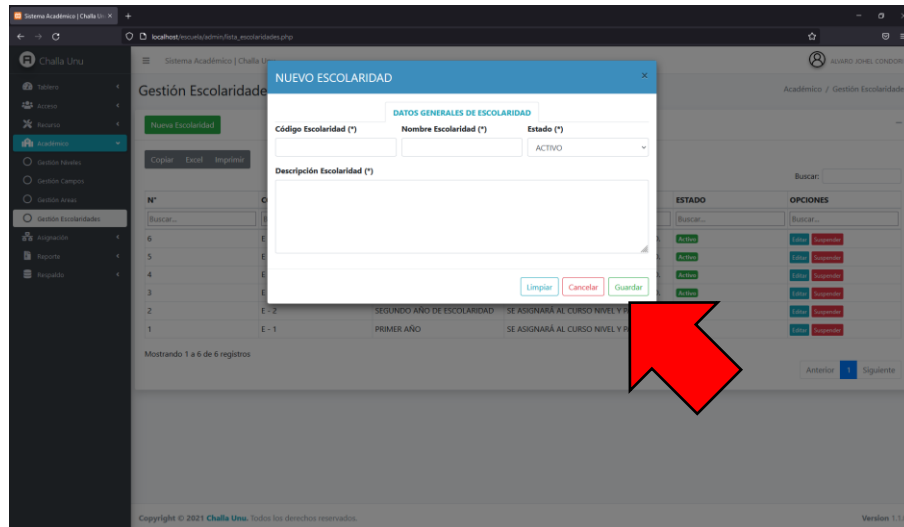 Sistema Académico | Challa Un
localhost/escuela/admin/lista_escolaridades.php
Challa Unu
Sistema Académico | Challa U
ALVARO JOHEL CONDORI
Tablero
Acceso
Recursos
Académico
Gestión Niveles
Gestión Campos
Gestión Areas
Gestión Escolaridades
Asignación
Reporte
Respaldo
Gestión Escolaridade
Académico / Gestión Escolaridade
Nueva Escolaridad
Copiar Excel Imprimir
Buscar:
NUEVO ESCOLARIDAD ×
DATOS GENERALES DE ESCOLARIDAD
Código Escolaridad (*) Nombre Escolaridad (*) Estado (*)
ACTIVO
Descripción Escolaridad (*)
Limpiar Cancelar Guardar
N° ESTADO OPCIONES
Buscar... Buscar... Buscar...
6 E Activo Editar Suspender
5 E Activo Editar Suspender
4 E Activo Editar Suspender
3 E Activo Editar Suspender
2 E - 2 SEGUNDO AÑO DE ESCOLARIDAD SE ASIGNARÁ AL CURSO NIVEL Y Editar Suspender
1 E - 1 PRIMER AÑO SE ASIGNARÁ AL CURSO NIVEL Y Editar Suspender
Mostrando 1 a 6 de 6 registros
Anterior 1 Siguiente
Copyright © 2021 Challa Unu. Todos los derechos reservados.
Version